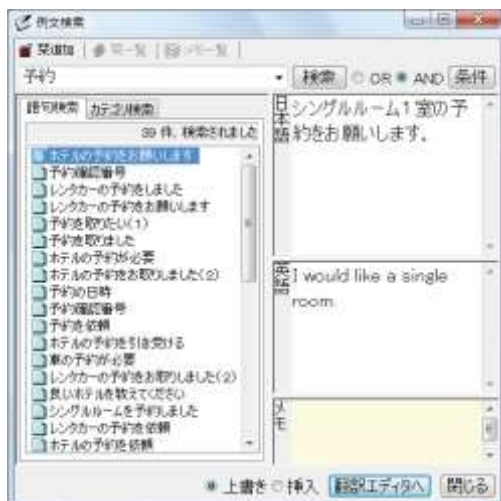 例文検索
栞追加 栞一覧 メモ一覧
予約 検索 OR AND 条件
語句検索 カテゴリ検索
39 件、検索されました
ホテルの予約をお願いします
予約確認番号
レンタカーの予約をしました
レンタカーの予約をお願いします
予約を取りたい(1)
予約を取りました
ホテルの予約が必要
ホテルの予約をお取りしました(2)
予約の日時
予約確認番号
予約を依頼
ホテルの予約を引き受ける
車の予約が必要
レンタカーの予約をお取りしました(2)
良いホテルを教えてください
シングルルームを予約しました
レンタカーの予約を依頼
ホテルの予約を依頼
日本語
シングルルーム1室の予
約をお願いします。
英語
I would like a single
room.
メモ
上書き 挿入 翻訳エディタへ 閉じる